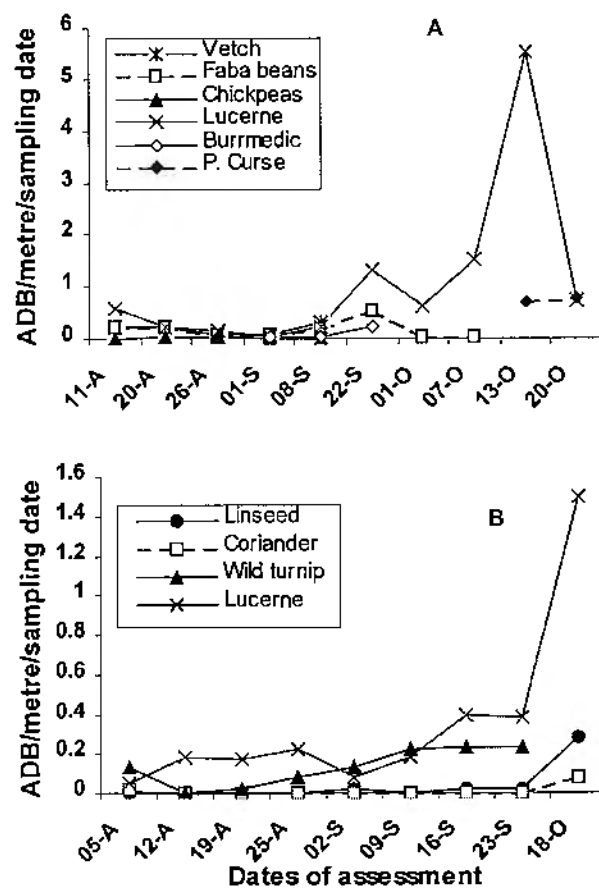 A
ADB/metre/sampling date
6
5
4
3
2
1
0
Vetch
Faba beans
Chickpeas
Lucerne
Burrmedic
P. Curse
11-A
20-A
26-A
01-S
08-S
22-S
01-O
07-O
13-O
20-O
B
ADB/metre/sampling date
1.6
1.4
1.2
1
0.8
0.6
0.4
0.2
0
Linseed
Coriander
Wild turnip
Lucerne
05-A
12-A
19-A
25-A
02-S
09-S
16-S
23-S
18-O
Dates of assessment